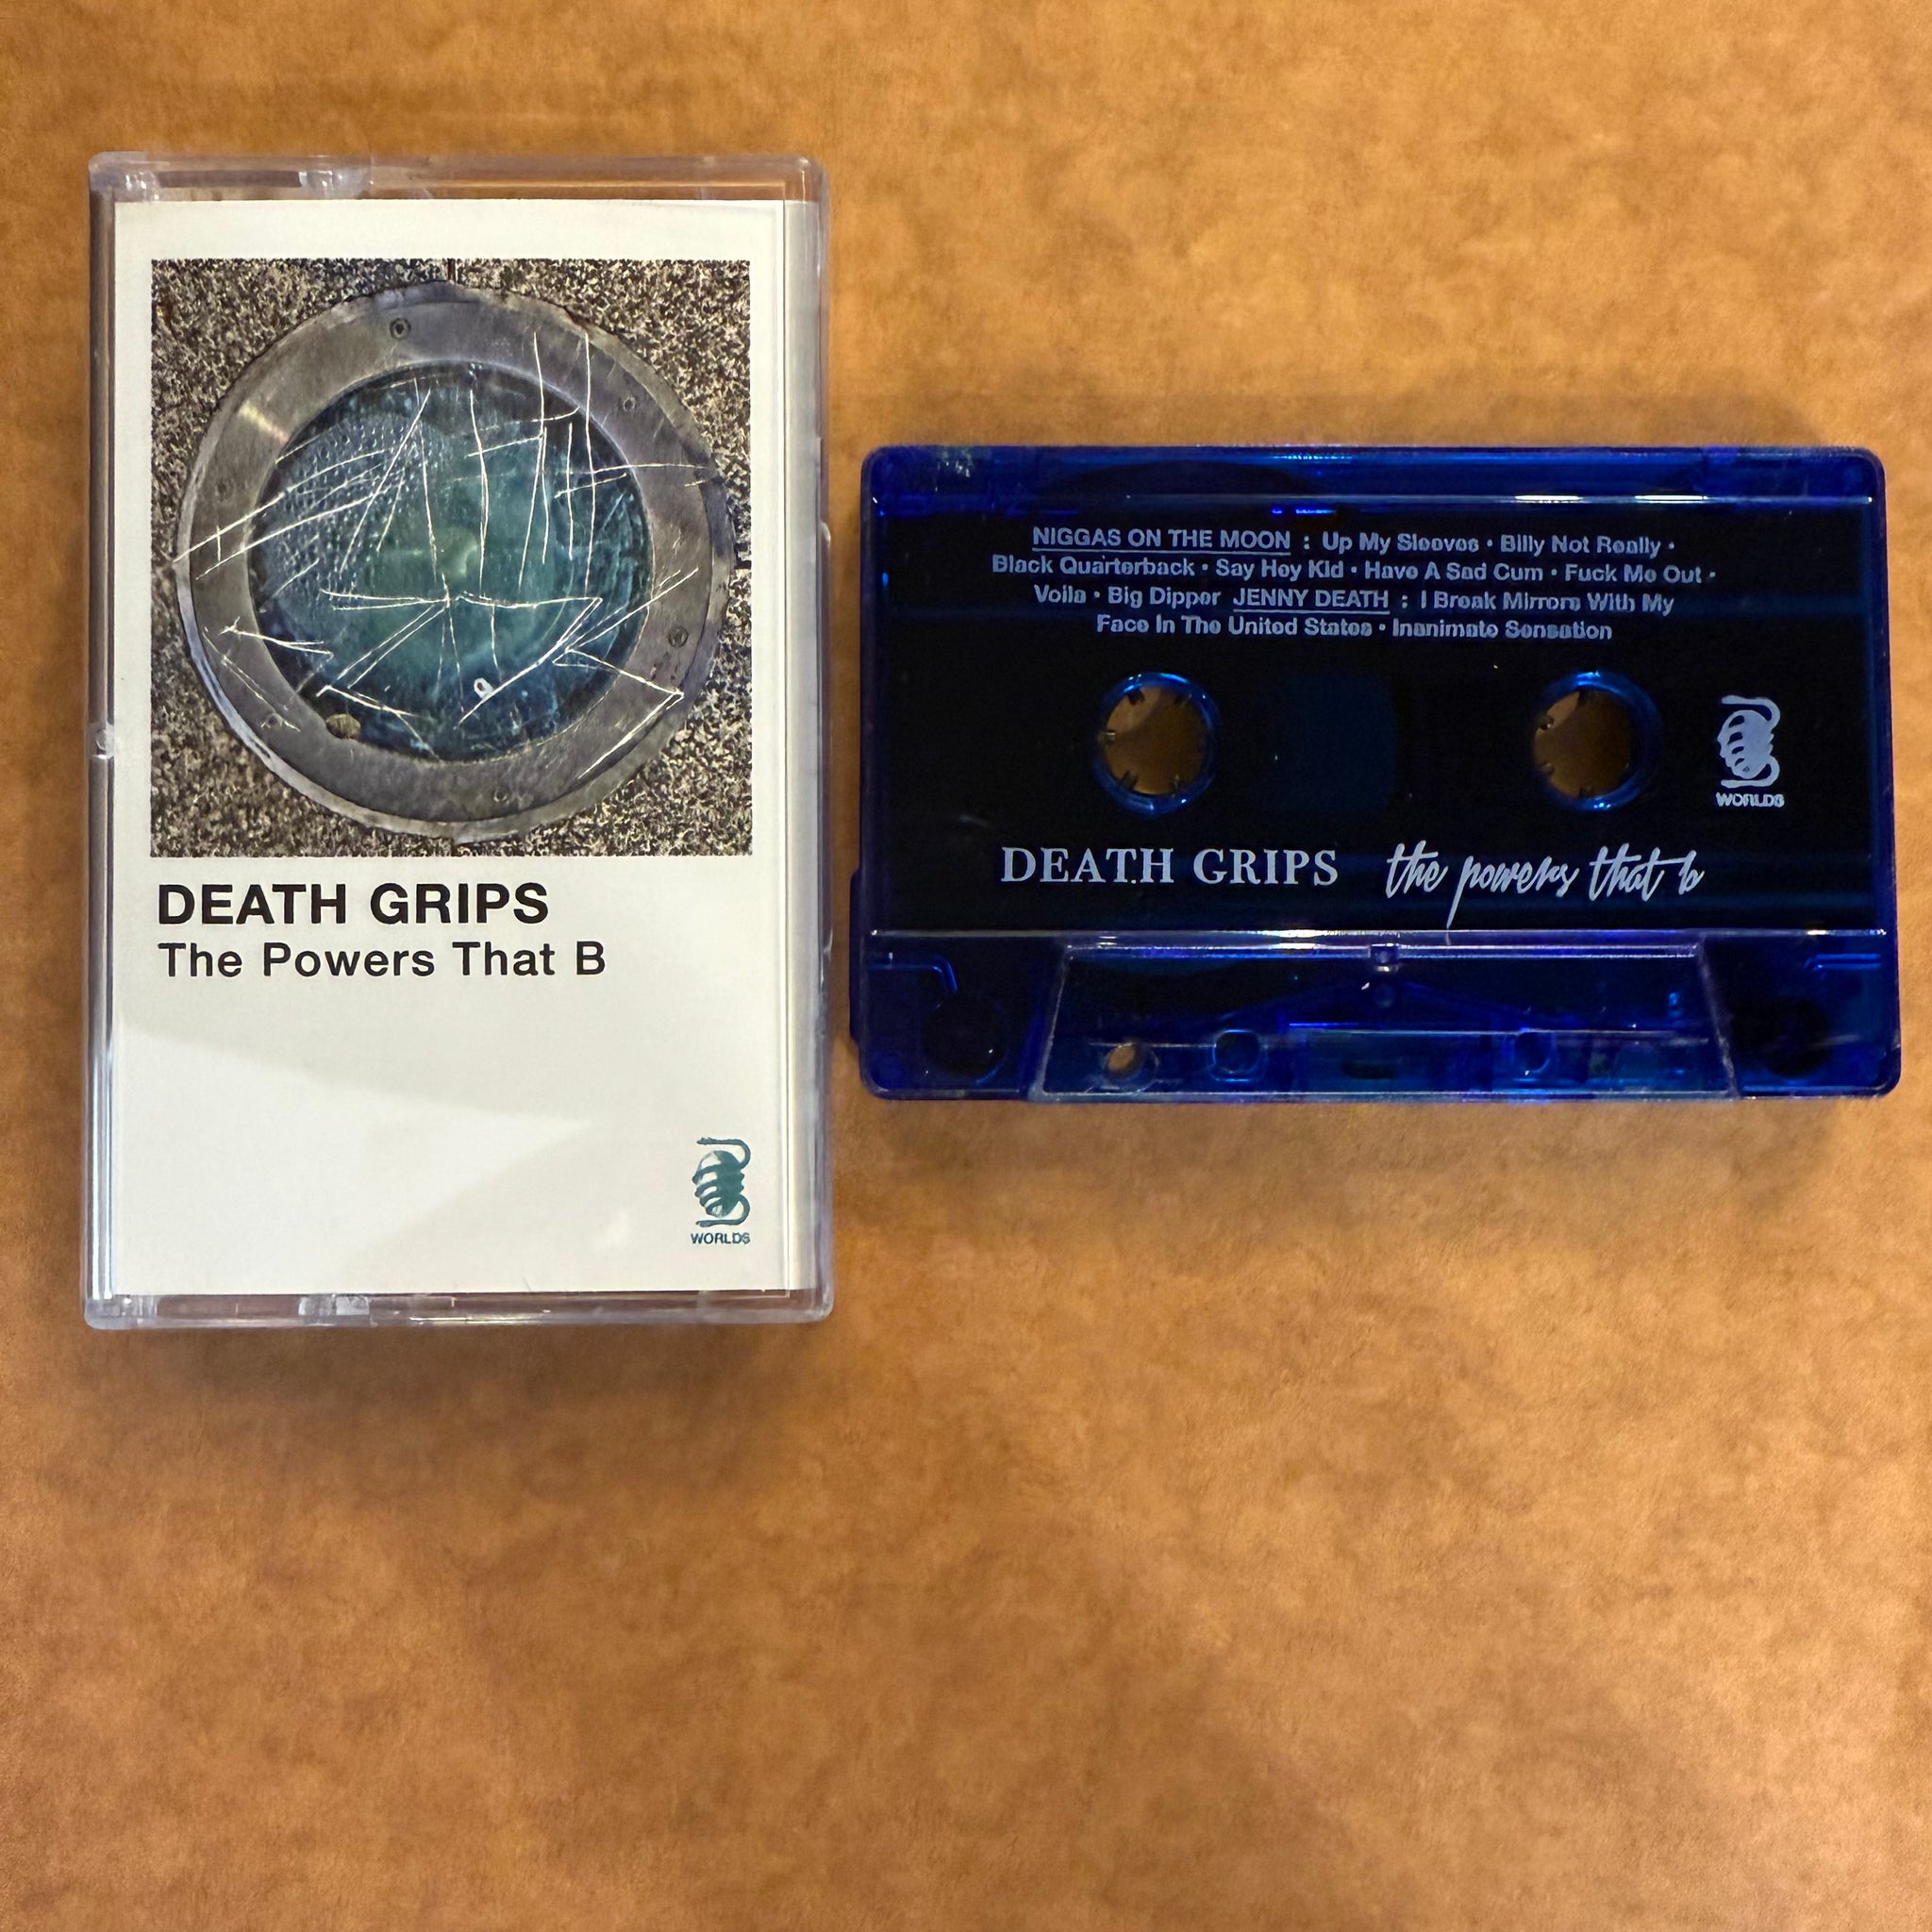 DEATH GRIPS
The Powers That B
WORLDS
NIGGAS ON THE MOON : Up My Sleeves • Billy Not Really •
Black Quarterback • Say Hey Kid • Have A Sad Cum • Fuck Me Out •
Voila • Big Dipper JENNY DEATH : I Break Mirrors With My
Face In The United States • Inanimate Sensation
WORLDS
DEATH GRIPS the powers that b